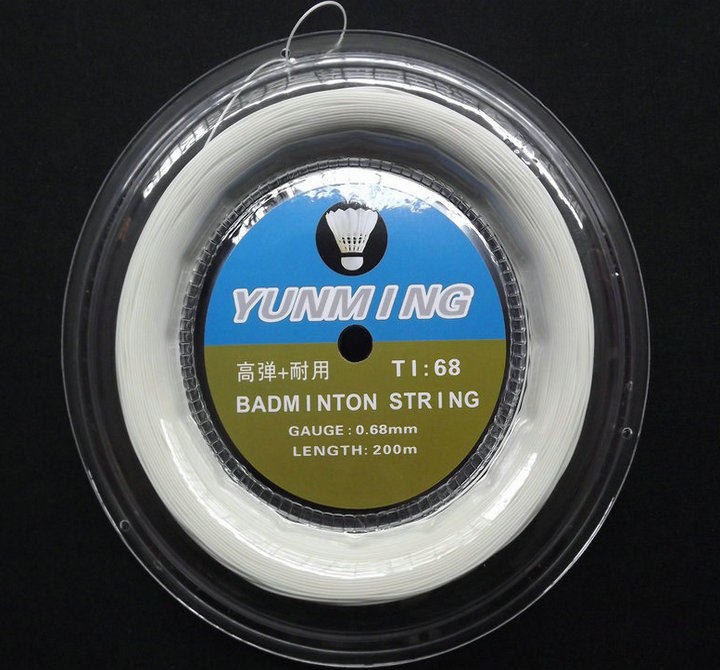 YUNMING
高弹+耐用 TI:68
BADMINTON STRING
GAUGE:0.68mm
LENGTH:200m